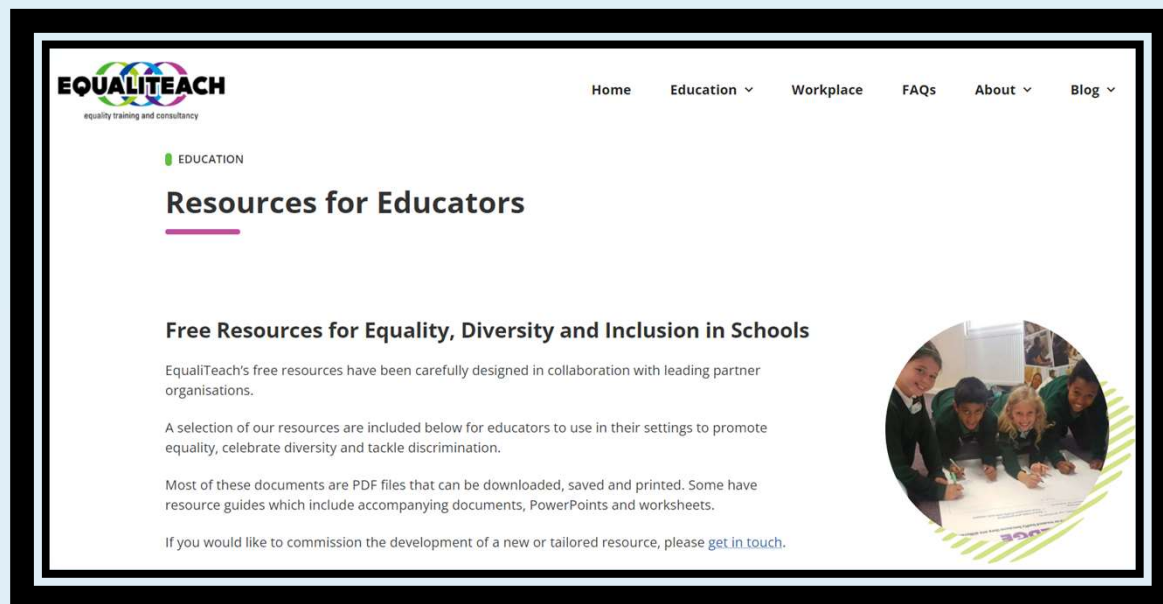 EQUALITEACH
equality training and consultancy
Home Education Workplace FAQs About Blog
EDUCATION
Resources for Educators
Free Resources for Equality, Diversity and Inclusion in Schools
EqualiTeach's free resources have been carefully designed in collaboration with leading partner
organisations.
A selection of our resources are included below for educators to use in their settings to promote
equality, celebrate diversity and tackle discrimination.
Most of these documents are PDF files that can be downloaded, saved and printed. Some have
resource guides which include accompanying documents, PowerPoints and worksheets.
If you would like to commission the development of a new or tailored resource, please get in touch.